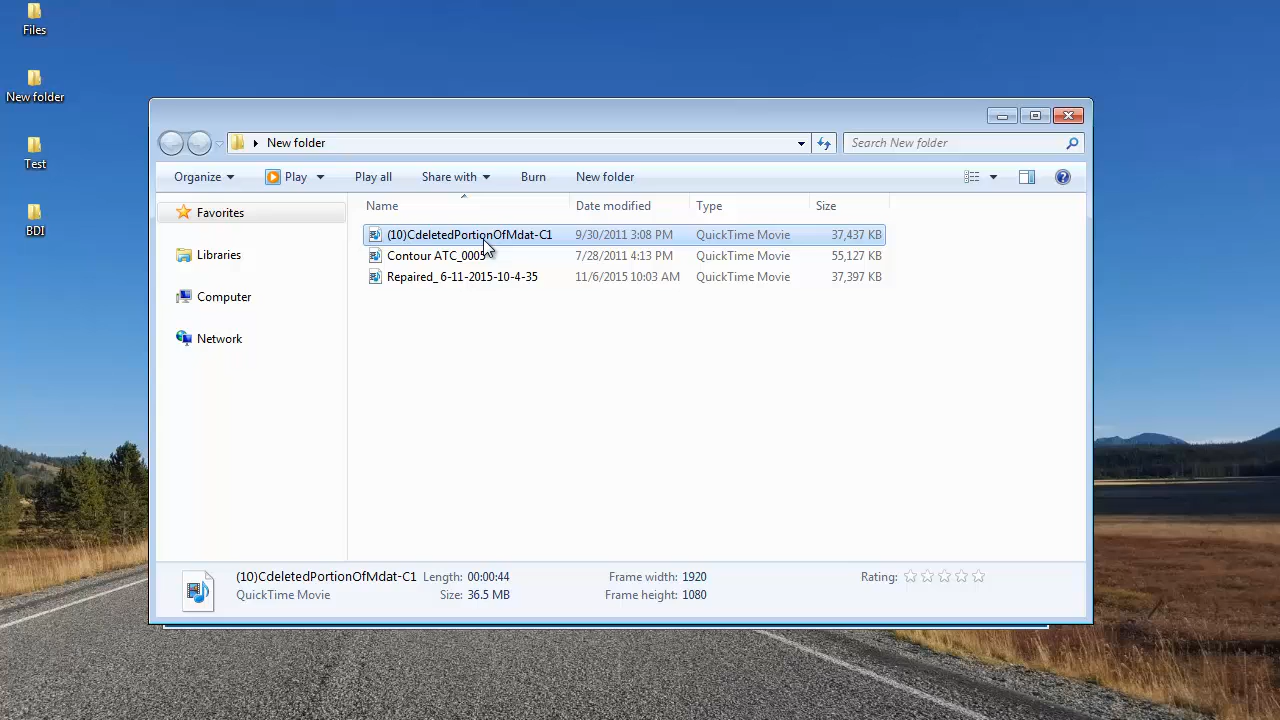 Files
New folder
Test
BDI
New folder
Search New folder
Organize Play Play all Share with Burn New folder
Name Date modified Type Size
Favorites
Libraries
Computer
Network
(10)CdeletedPortionOfMdat-C1 9/30/2011 3:08 PM QuickTime Movie 37,437 KB
Contour ATC_0005 7/28/2011 4:13 PM QuickTime Movie 55,127 KB
Repaired_6-11-2015-10-4-35 11/6/2015 10:03 AM QuickTime Movie 37,397 KB
(10)CdeletedPortionOfMdat-C1 Length: 00:00:44 Frame width: 1920 Rating:
QuickTime Movie Size: 36.5 MB Frame height: 1080